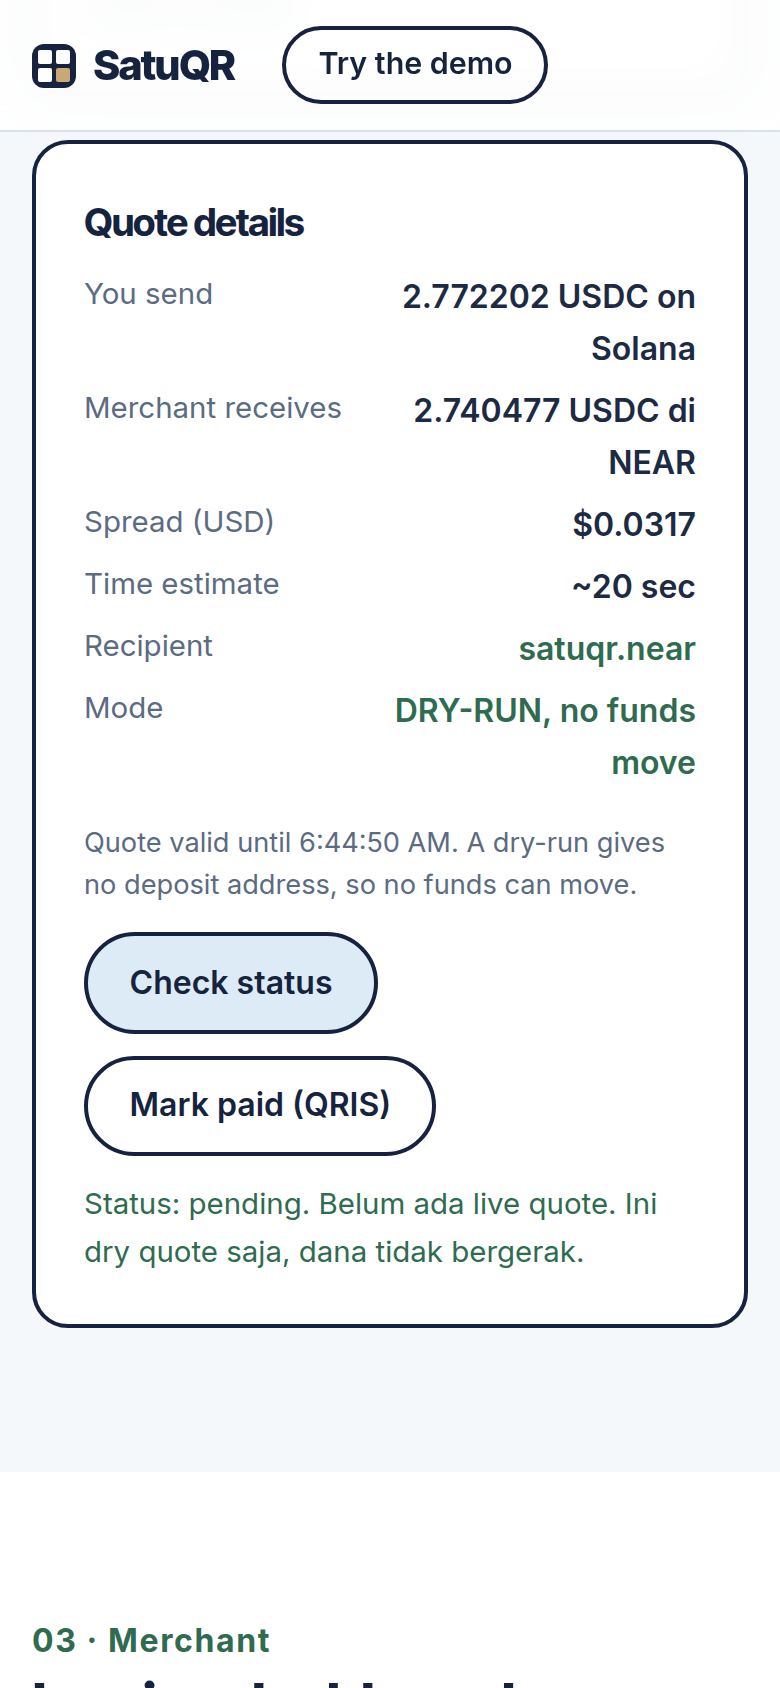 SatuQR
Try the demo
Quote details
You send
2.772202 USDC on
Solana
Merchant receives
2.740477 USDC di
NEAR
Spread (USD)
$0.0317
Time estimate
~20 sec
Recipient
satuqr.near
Mode
DRY-RUN, no funds
move
Quote valid until 6:44:50 AM. A dry-run gives
no deposit address, so no funds can move.
Check status
Mark paid (QRIS)
Status: pending. Belum ada live quote. Ini
dry quote saja, dana tidak bergerak.
03 · Merchant